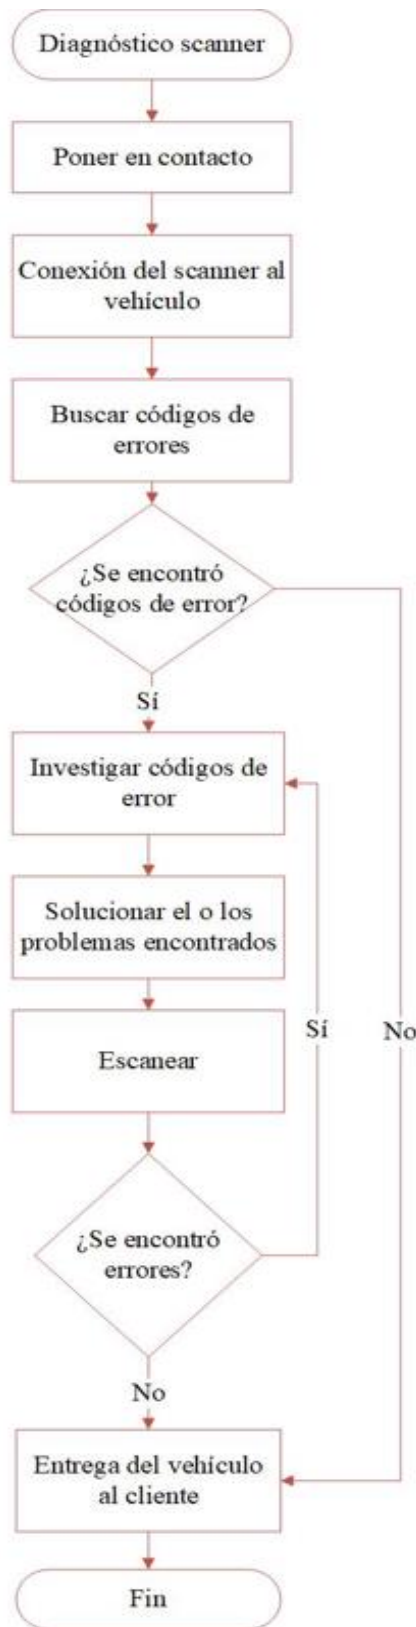 Diagnóstico scanner
Poner en contacto
Conexión del scanner al
vehículo
Buscar códigos de
errores
¿Se encontró
códigos de error?
Sí
Investigar códigos de
error
Solucionar el o los
problemas encontrados
Escanear
Sí
No
¿Se encontró
errores?
No
Entrega del vehículo
al cliente
Fin